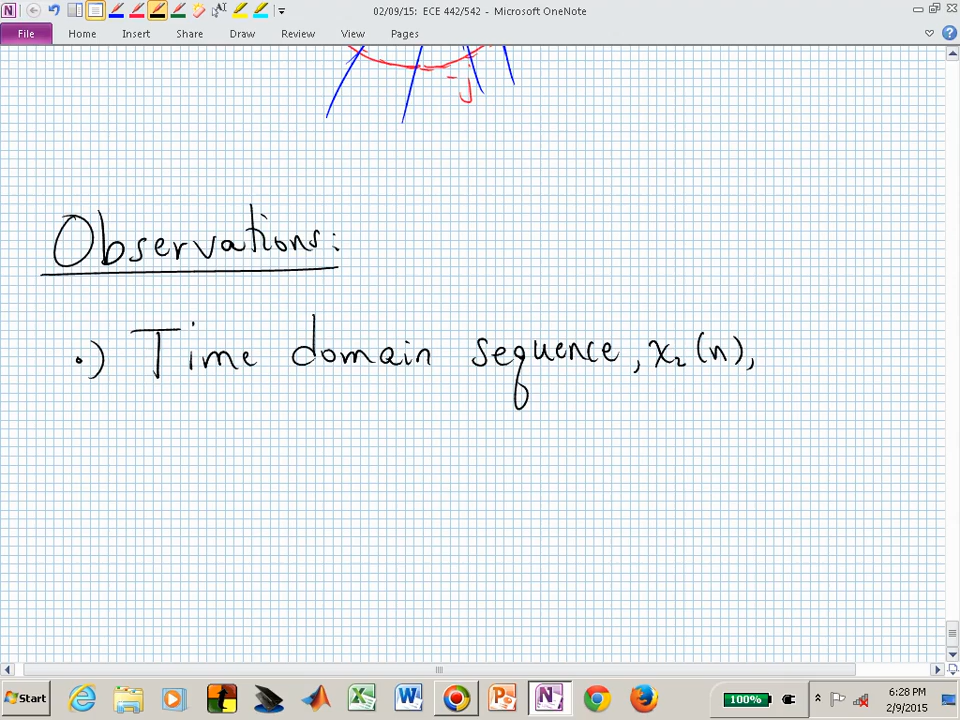 02/09/15: ECE 442/542 - Microsoft OneNote
File Home Insert Share Draw Review View Pages
-j
Observations:
•) Time domain sequence, x₂(n),
Start
100%
6:28 PM
2/9/2015